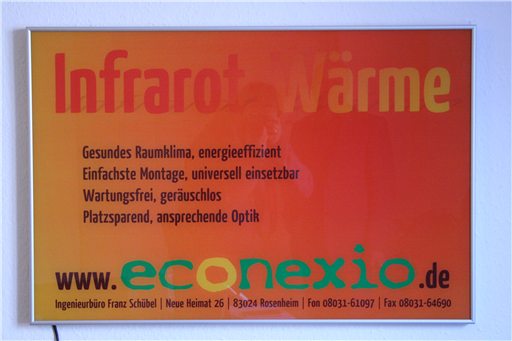 Infrarot Wärme
Gesundes Raumklima, energieeffizient
Einfachste Montage, universell einsetzbar
Wartungsfrei, geräuschlos
Platzsparend, ansprechende Optik
www.econexio.de
Ingenieurbüro Franz Schübel | Neue Heimat 26 | 83024 Rosenheim | Fon 08031-61097 | Fax 08031-64690